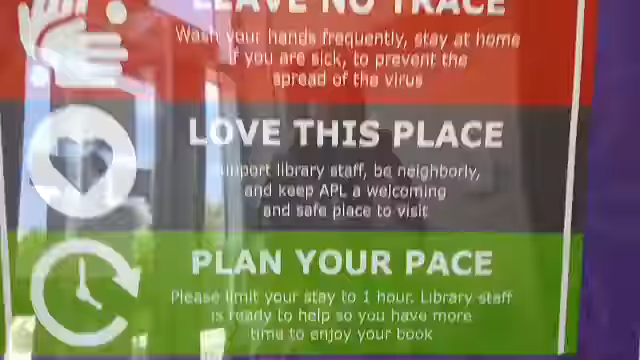 LEAVE NO TRACE
Wash your hands frequently, stay at home
if you are sick, to prevent the
spread of the virus
LOVE THIS PLACE
Support library staff, be neighborly,
and keep APL a welcoming
and safe place to visit
PLAN YOUR PACE
Please limit your stay to 1 hour. Library staff
is ready to help so you have more
time to enjoy your book